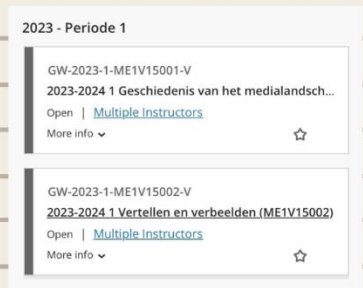 2023 - Periode 1
GW-2023-1-ME1V15001-V
2023-2024 1 Geschiedenis van het medialandsch...
Open | Multiple Instructors
More info
GW-2023-1-ME1V15002-V
2023-2024 1 Vertellen en verbeelden (ME1V15002)
Open | Multiple Instructors
More info